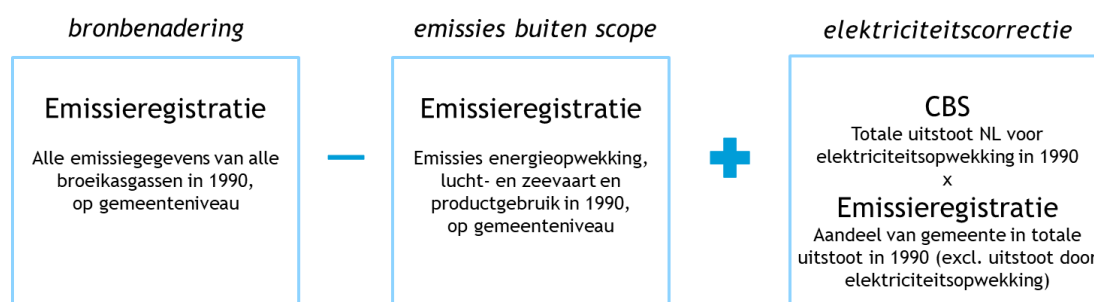 bronbenadering
Emissieregistratie
Alle emissiegegevens van alle
broeikasgassen in 1990,
op gemeenteniveau
emissies buiten scope
Emissieregistratie
Emissies energieopwekking,
lucht- en zeevaart en
productgebruik in 1990,
op gemeenteniveau
elektriciteitscorrectie
CBS
Totale uitstoot NL voor
elektriciteitsopwekking in 1990
x
Emissieregistratie
Aandeel van gemeente in totale
uitstoot in 1990 (excl. uitstoot door
elektriciteitsopwekking)